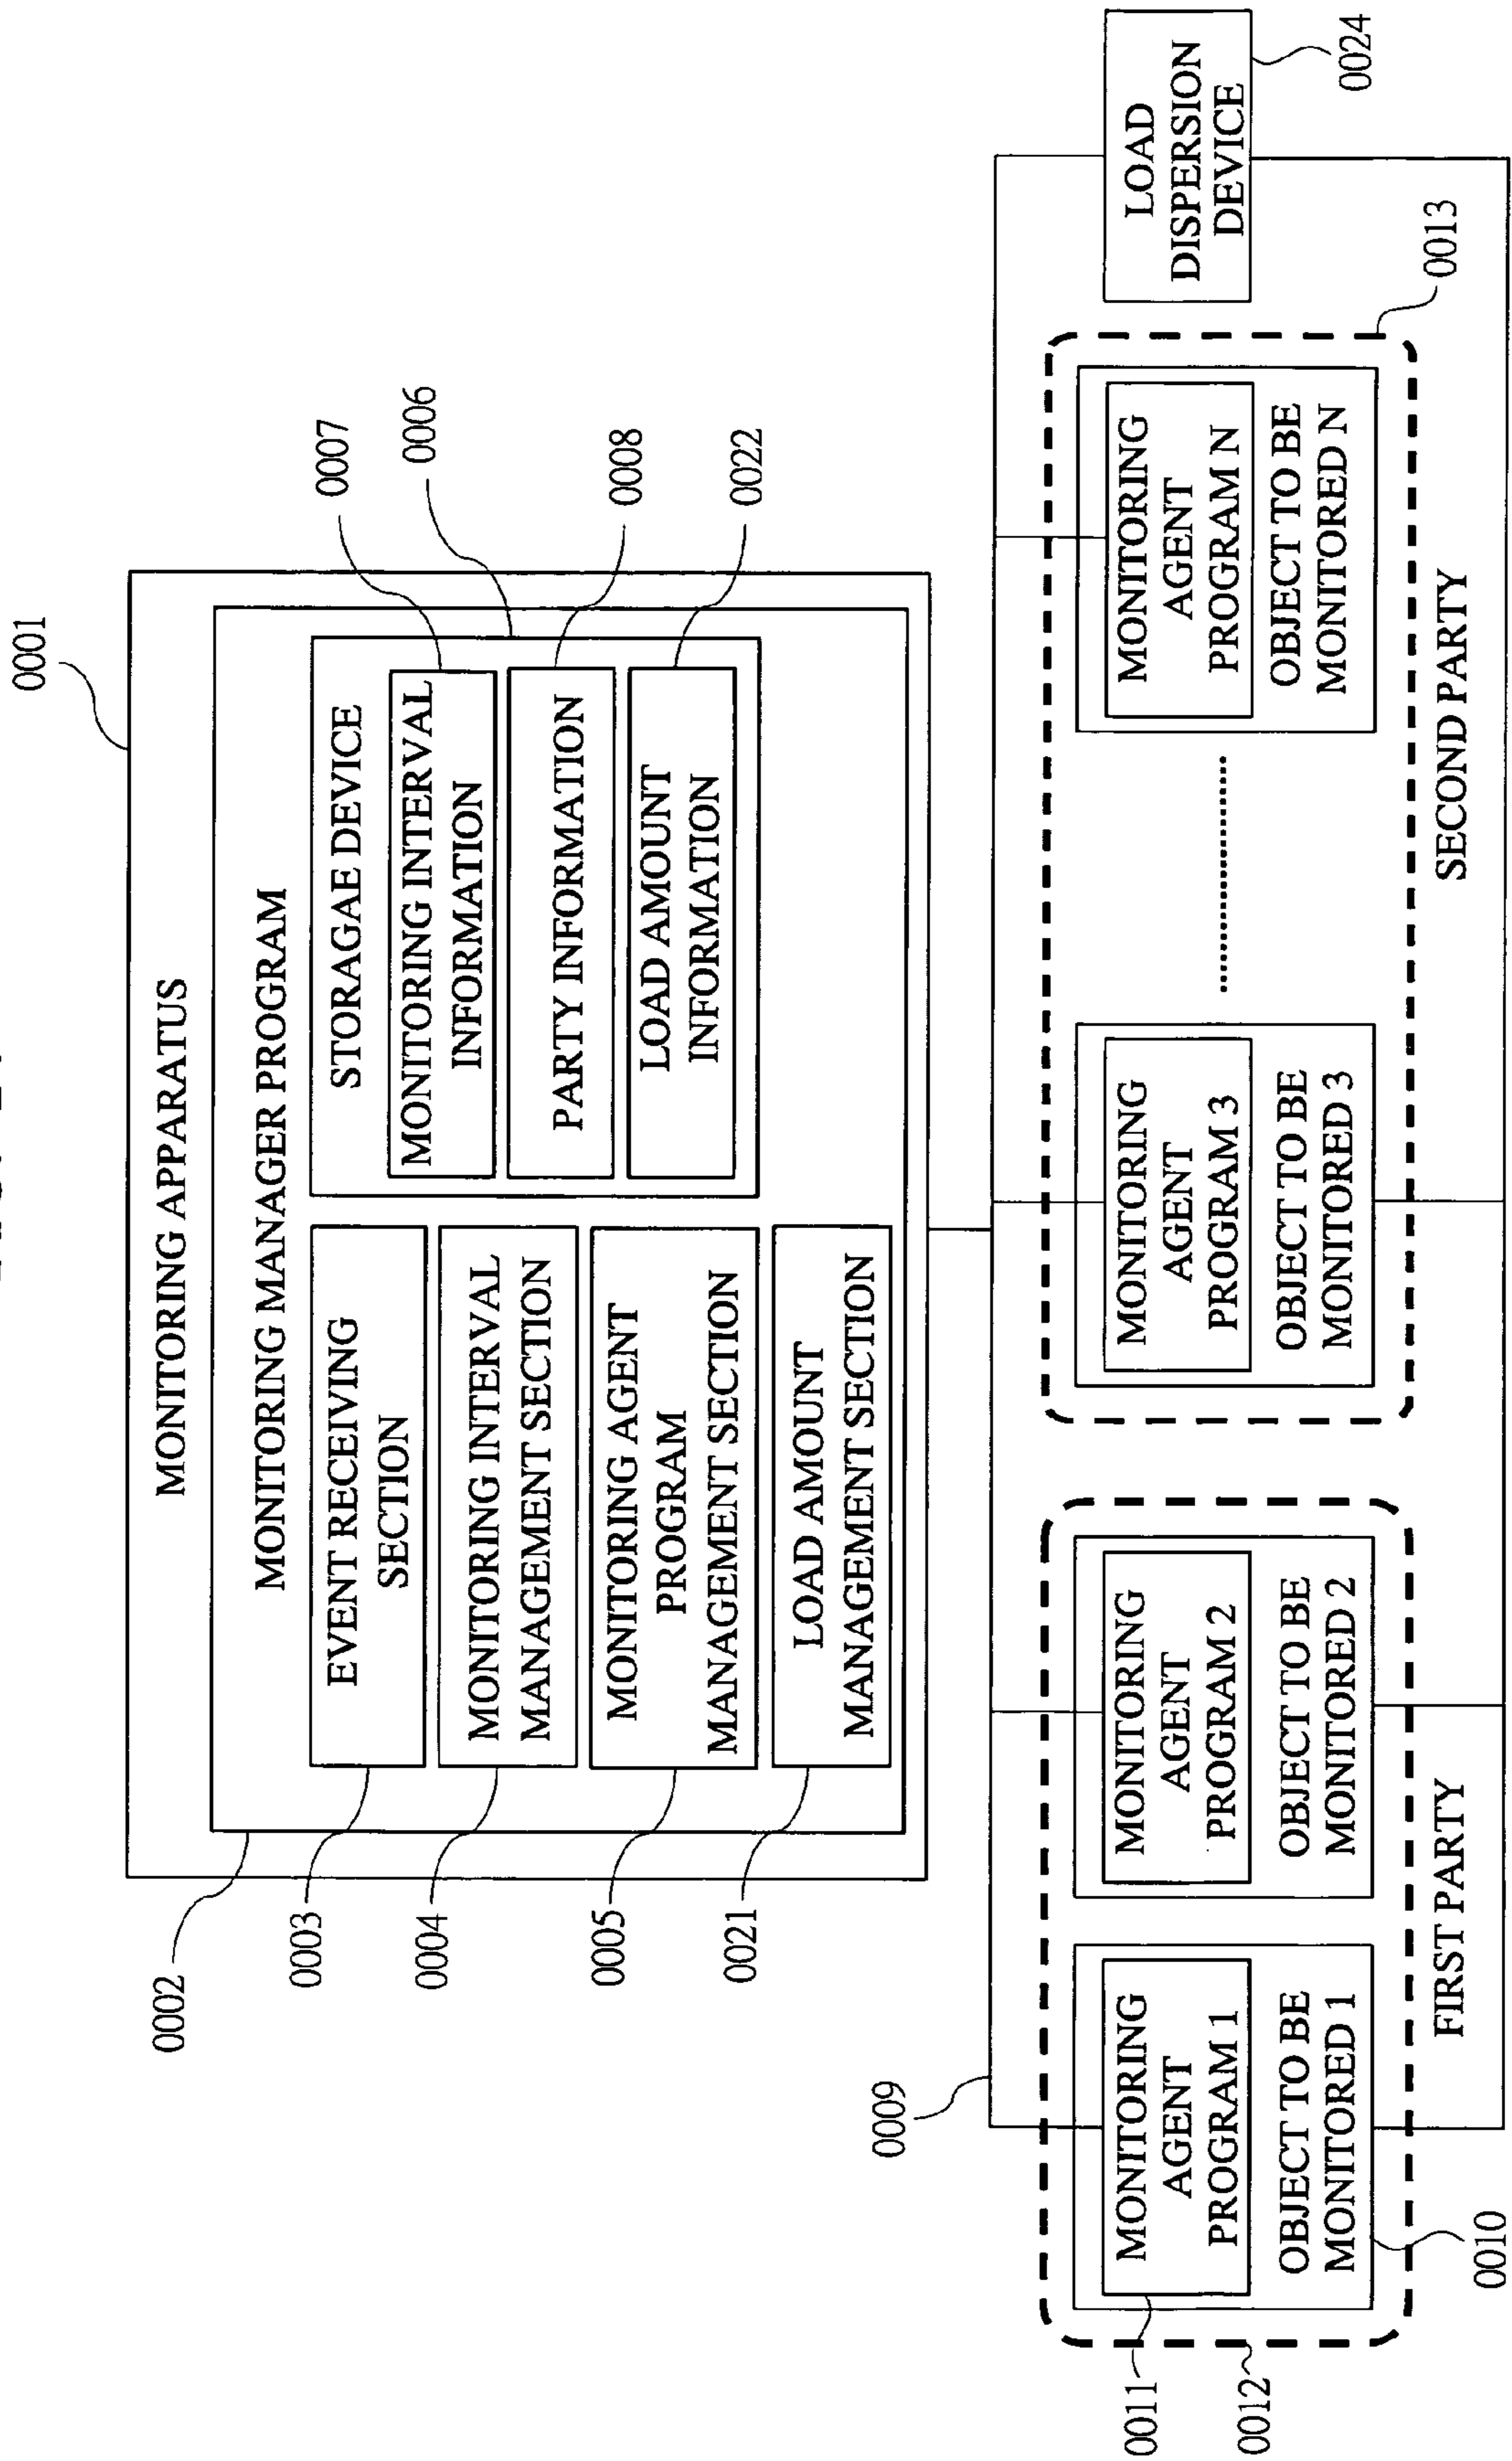 0001
MONITORING APPARATUS
0002
MONITORING MANAGER PROGRAM
0003
EVENT RECEIVING
SECTION
0004
MONITORING INTERVAL
MANAGEMENT SECTION
0005
MONITORING AGENT
PROGRAM
MANAGEMENT SECTION
0021
LOAD AMOUNT
MANAGEMENT SECTION
STORAGAE DEVICE
MONITORING INTERVAL
INFORMATION
PARTY INFORMATION
LOAD AMOUNT
INFORMATION
0007
0006
0008
0022
0009
MONITORING
AGENT
PROGRAM 1
OBJECT TO BE
MONITORED 1
MONITORING
AGENT
PROGRAM 2
OBJECT TO BE
MONITORED 2
FIRST PARTY
0011
0012
0010
MONITORING
AGENT
PROGRAM 3
OBJECT TO BE
MONITORED 3
MONITORING
AGENT
PROGRAM N
OBJECT TO BE
MONITORED N
SECOND PARTY
0013
LOAD
DISPERSION
DEVICE
0024